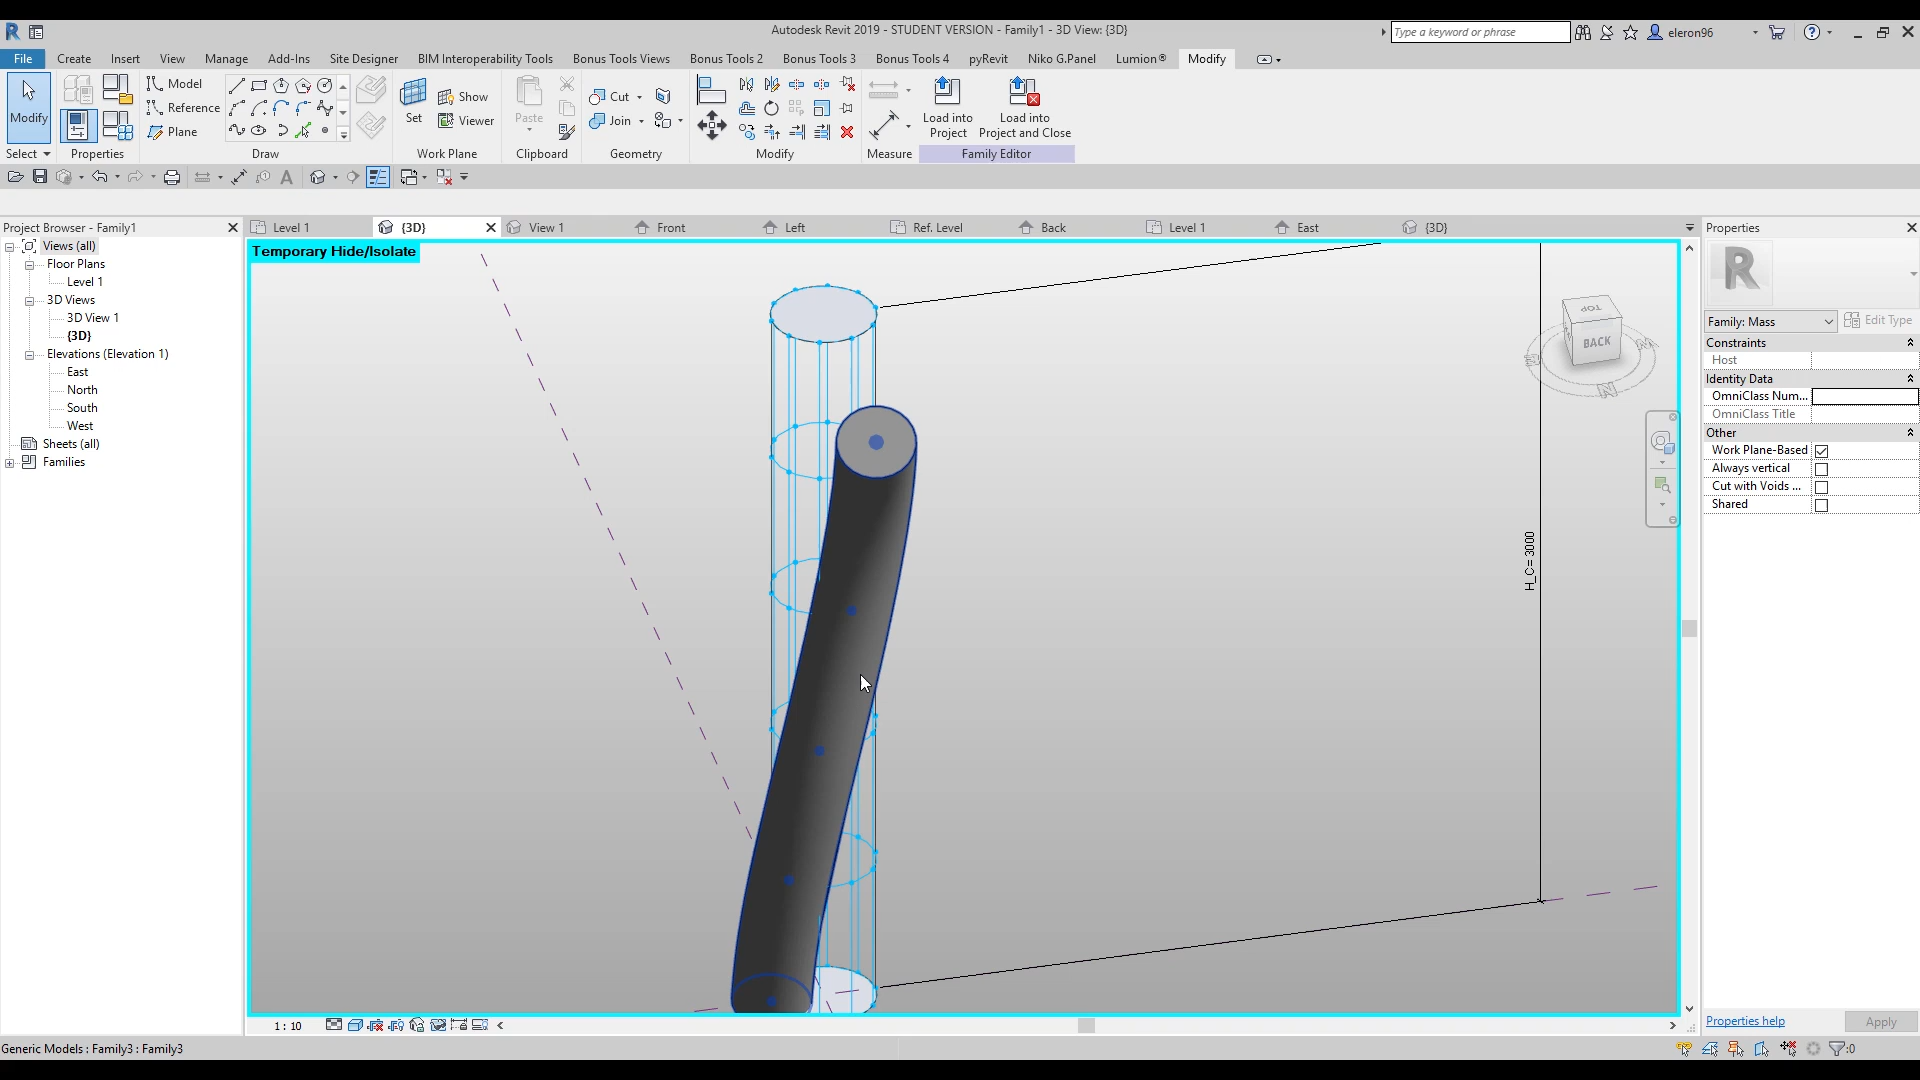 Autodesk Revit 2019 - STUDENT VERSION - Family1 - 3D View: {3D}
Type a keyword or phrase
eleron96
File Create Insert View Manage Add-Ins Site Designer BIM Interoperability Tools Bonus Tools Views Bonus Tools 2 Bonus Tools 3 Bonus Tools 4 pyRevit Niko G.Panel Lumion® Modify
Modify
Model
Reference
Plane
Set
Show
Viewer
Paste
Cut
Join
Load into
Project
Load into
Project and Close
Select Properties Draw Work Plane Clipboard Geometry Modify Measure Family Editor
Project Browser - Family1
Level 1 {3D} View 1 Front Left Ref. Level Back Level 1 East {3D}
Properties
Views (all)
Floor Plans
Level 1
3D Views
3D View 1
{3D}
Elevations (Elevation 1)
East
North
South
West
Sheets (all)
Families
Temporary Hide/Isolate
TOP
BACK
N
H_C = 3000
Family: Mass
Edit Type
Constraints
Host
Identity Data
OmniClass Num...
OmniClass Title
Other
Work Plane-Based
Always vertical
Cut with Voids ...
Shared
Properties help
Apply
1 : 10
Generic Models : Family3 : Family3
:0